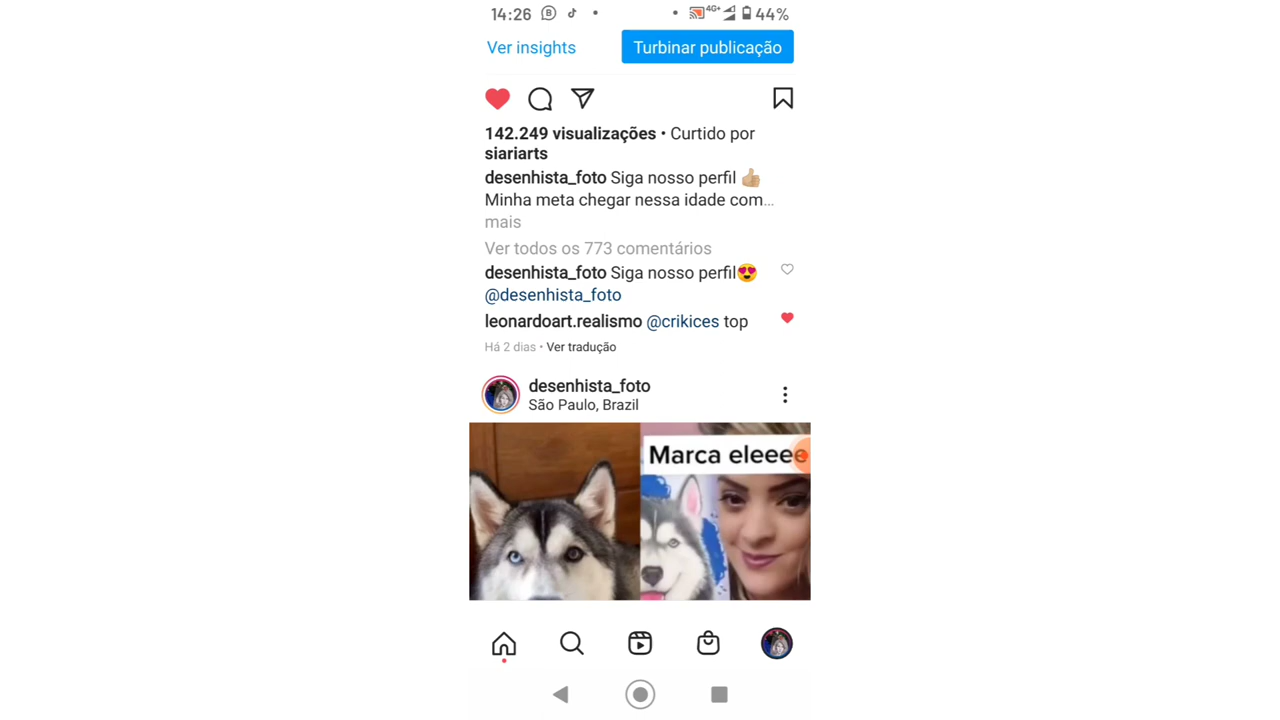 14:26 4G+ 44%
Ver insights Turbinar publicação
142.249 visualizações • Curtido por
siariarts
desenhista_foto Siga nosso perfil 👍🏼
Minha meta chegar nessa idade com...
mais
Ver todos os 773 comentários
desenhista_foto Siga nosso perfil😍
@desenhista_foto
leonardoart.realismo @crikices top
Há 2 dias • Ver tradução
desenhista_foto
São Paulo, Brazil
Marca eleeee